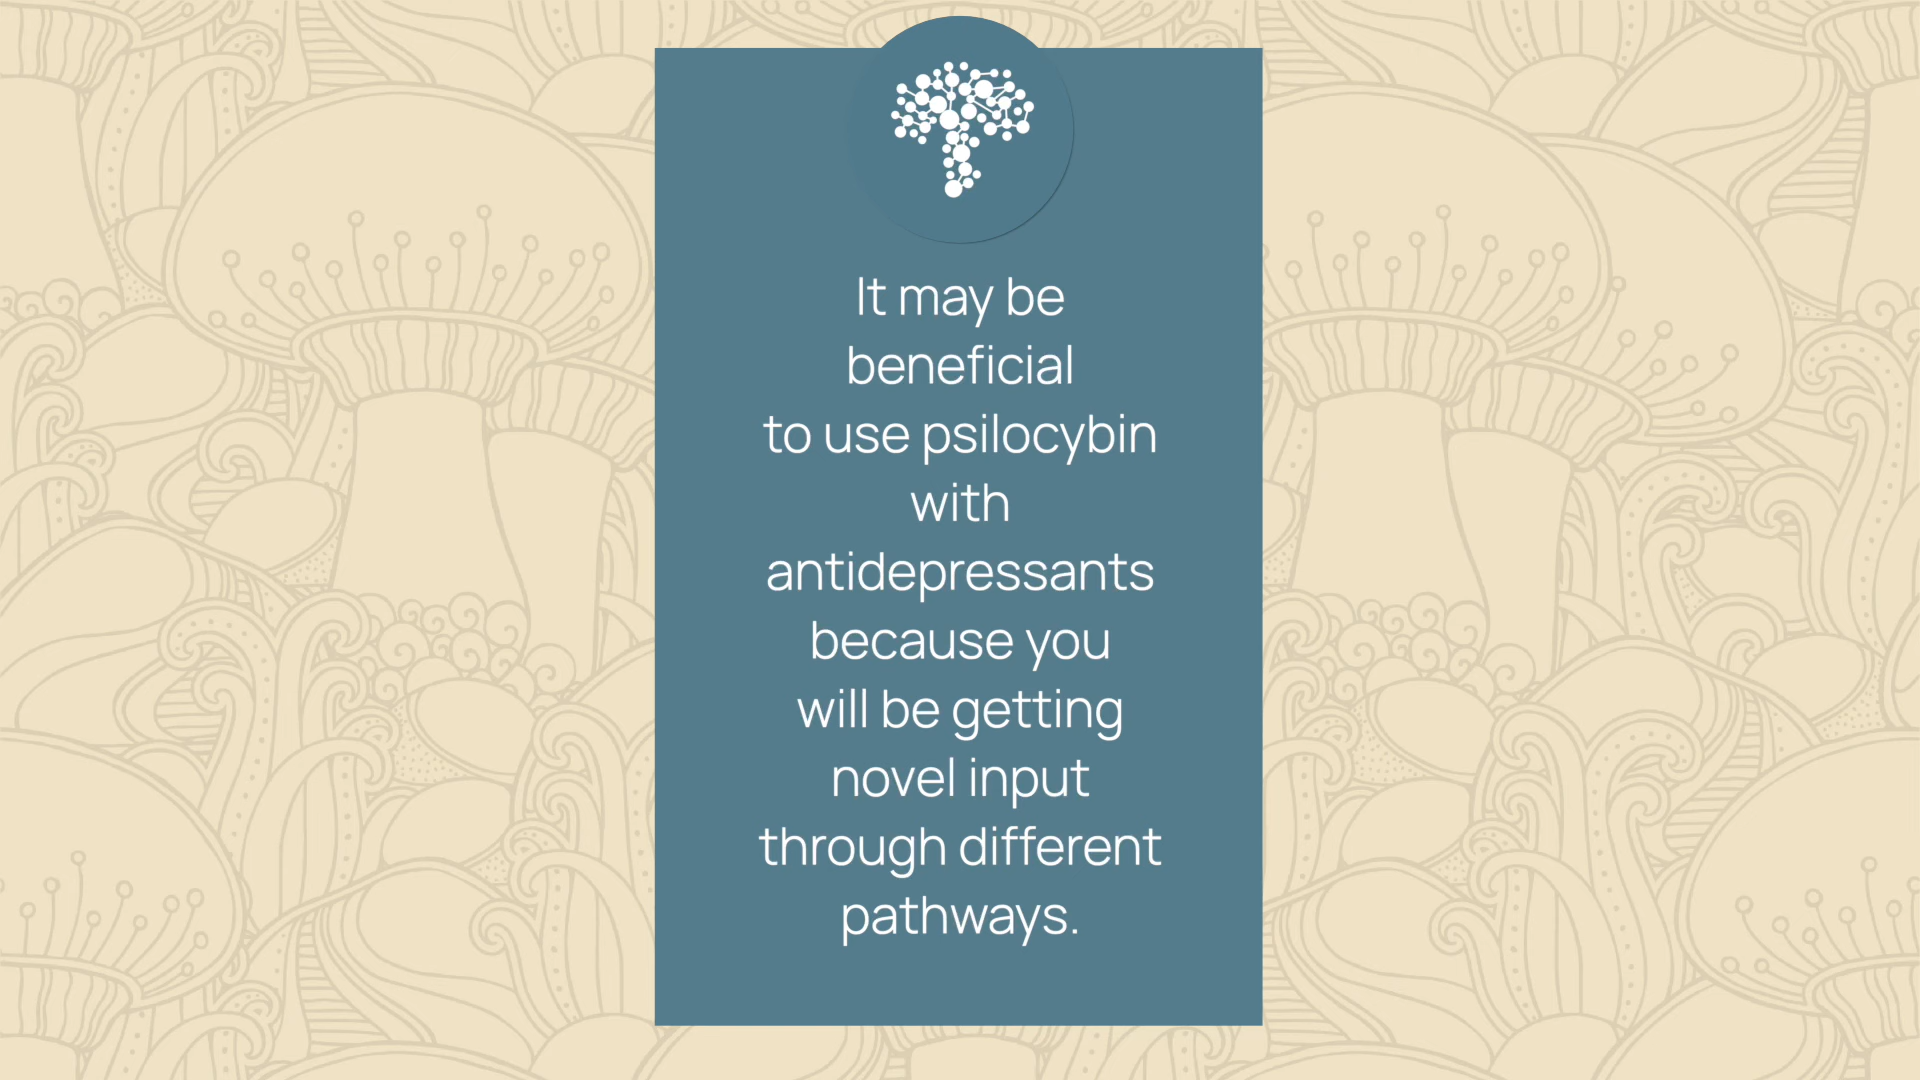 It may be
beneficial
to use psilocybin
with
antidepressants
because you
will be getting
novel input
through different
pathways.